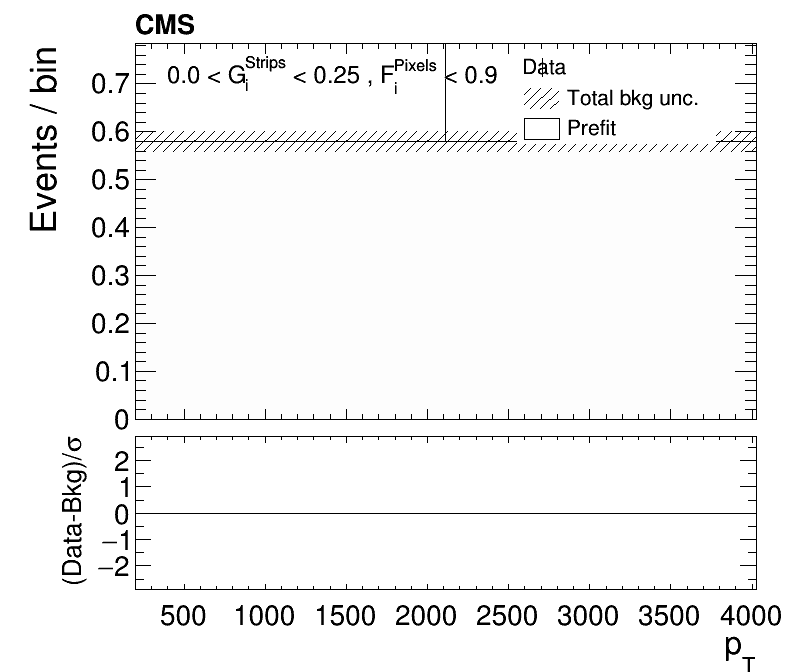 CMS
Events / bin
0.0 < G_i^Strips < 0.25 , F_i^Pixels < 0.9
Data
Total bkg unc.
Prefit
0.7
0.6
0.5
0.4
0.3
0.2
0.1
0
(Data-Bkg)/σ
2
1
0
−1
−2
500 1000 1500 2000 2500 3000 3500 4000
p_T